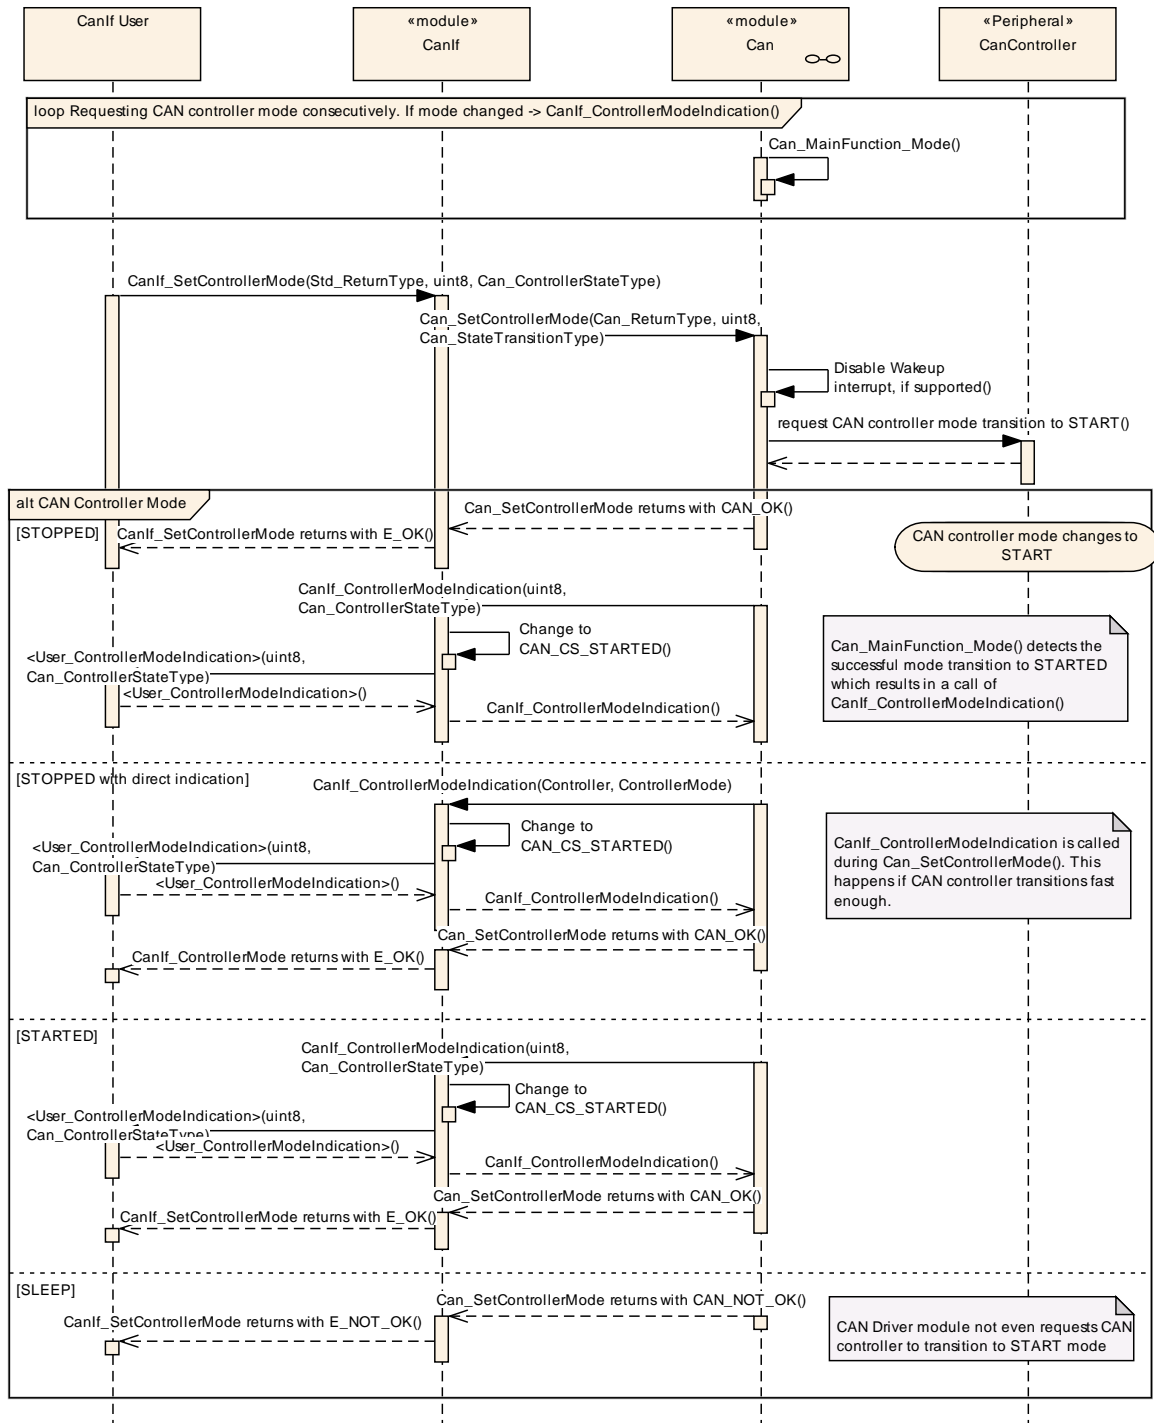 CanIf User
«module»
CanIf
«module»
Can
«Peripheral»
CanController
loop Requesting CAN controller mode consecutively. If mode changed -> CanIf_ControllerModeIndication()
Can_MainFunction_Mode()
CanIf_SetControllerMode(Std_ReturnType, uint8, Can_ControllerStateType)
Can_SetControllerMode(Can_ReturnType, uint8,
Can_StateTransitionType)
Disable Wakeup
interrupt, if supported()
request CAN controller mode transition to START()
alt CAN Controller Mode
Can_SetControllerMode returns with CAN_OK()
[STOPPED]
CanIf_SetControllerMode returns with E_OK()
CAN controller mode changes to
START
CanIf_ControllerModeIndication(uint8,
Can_ControllerStateType)
Change to
CAN_CS_STARTED()
<User_ControllerModeIndication>(uint8,
Can_ControllerStateType)
<User_ControllerModeIndication>()
CanIf_ControllerModeIndication()
Can_MainFunction_Mode() detects the
successful mode transition to STARTED
which results in a call of
CanIf_ControllerModeIndication()
[STOPPED with direct indication]
CanIf_ControllerModeIndication(Controller, ControllerMode)
Change to
CAN_CS_STARTED()
<User_ControllerModeIndication>(uint8,
Can_ControllerStateType)
<User_ControllerModeIndication>()
CanIf_ControllerModeIndication()
CanIf_ControllerModeIndication is called
during Can_SetControllerMode(). This
happens if CAN controller transitions fast
enough.
Can_SetControllerMode returns with CAN_OK()
CanIf_ControllerMode returns with E_OK()
[STARTED]
CanIf_ControllerModeIndication(uint8,
Can_ControllerStateType)
Change to
CAN_CS_STARTED()
<User_ControllerModeIndication>(uint8,
Can_ControllerStateType)
<User_ControllerModeIndication>()
CanIf_ControllerModeIndication()
Can_SetControllerMode returns with CAN_OK()
CanIf_SetControllerMode returns with E_OK()
[SLEEP]
Can_SetControllerMode returns with CAN_NOT_OK()
CanIf_SetControllerMode returns with E_NOT_OK()
CAN Driver module not even requests CAN
controller to transition to START mode